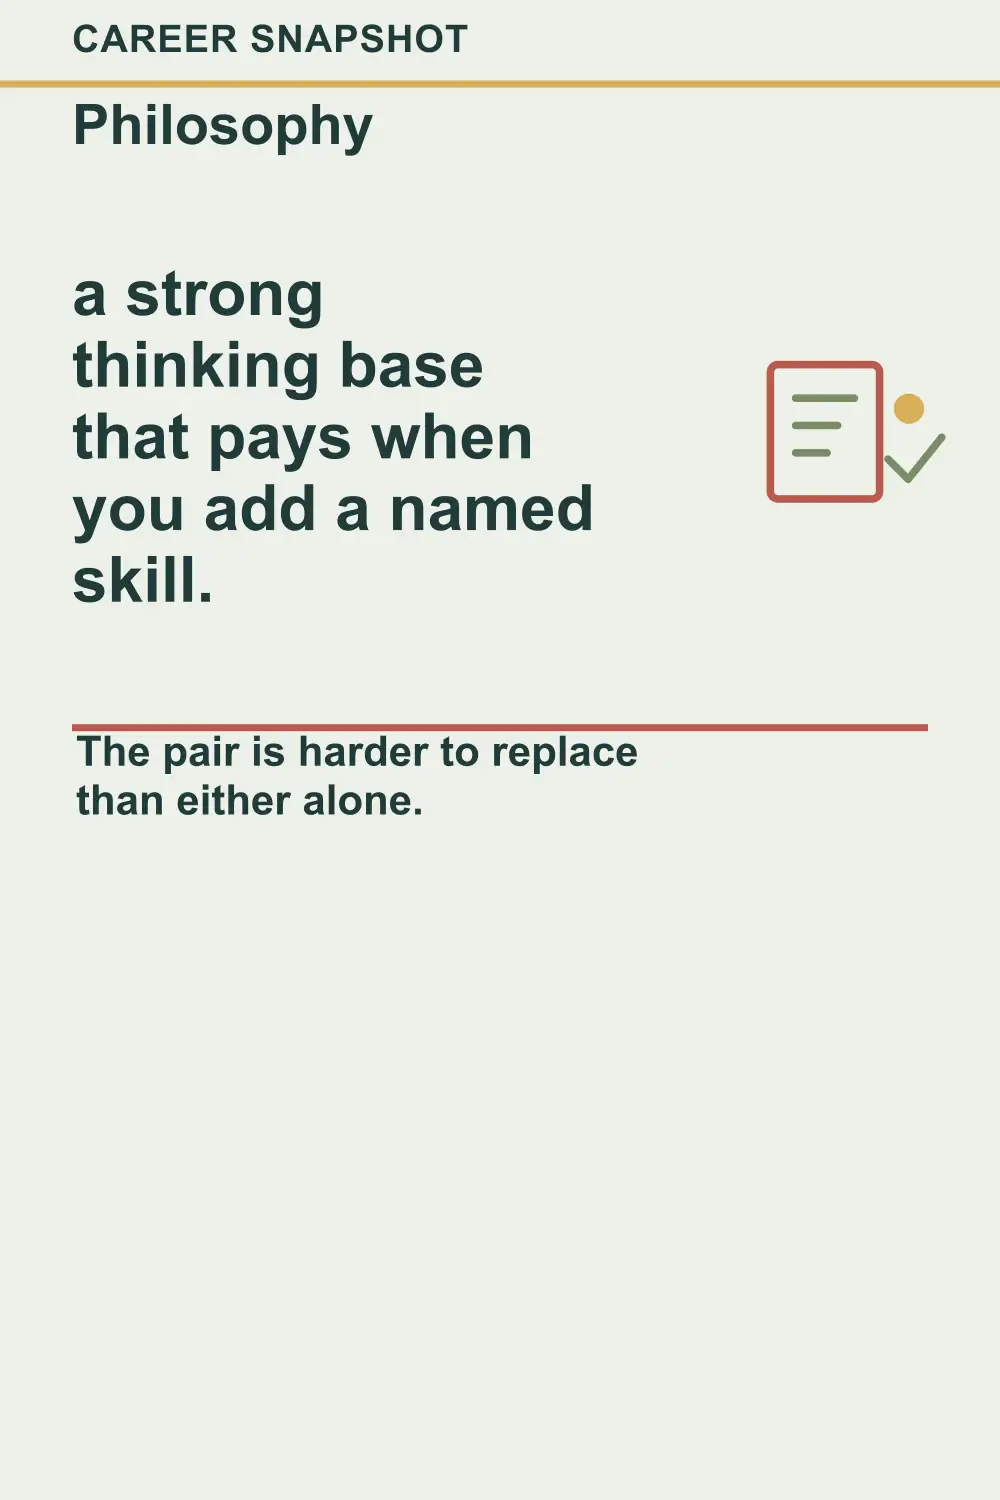 CAREER SNAPSHOT
Philosophy
a strong
thinking base
that pays when
you add a named
skill.
The pair is harder to replace
than either alone.